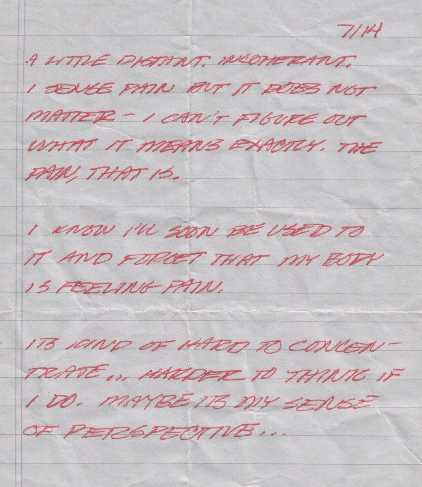 7/14
A LITTLE DISTANT. INCOHERANT.
I SENSE PAIN BUT IT DOES NOT
MATTER – I CAN'T FIGURE OUT
WHAT IT MEANS EXACTLY. THE
PAIN, THAT IS.
I KNOW I'LL SOON BE USED TO
IT AND FORGET THAT MY BODY
IS FEELING PAIN.
ITS KIND OF HARD TO CONCEN-
TRATE... HARDER TO THINK IF
I DO. MAYBE ITS MY SENSE
OF PERSPECTIVE...